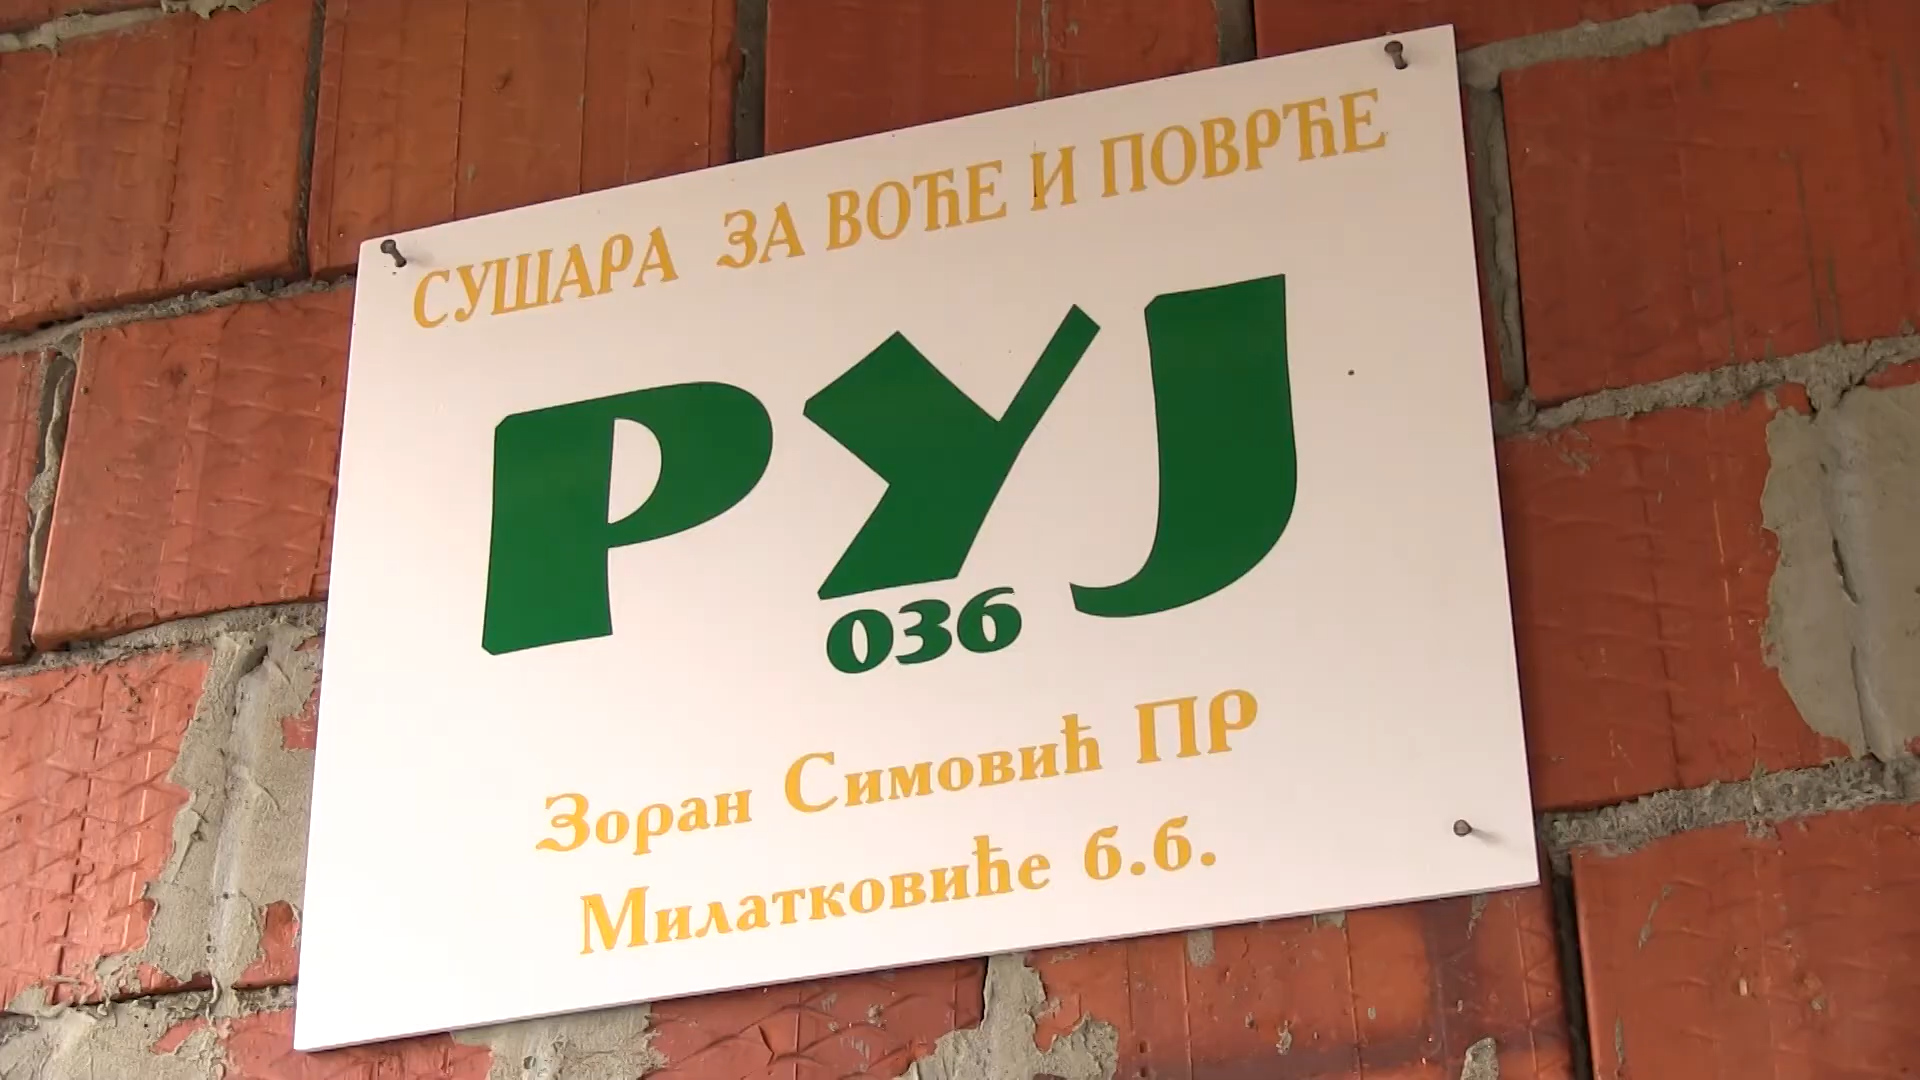 СУШАРА ЗА ВОЋЕ И ПОВРЋЕ
РУЈ
036
Зоран Симовић ПР
Милатковиће б.б.